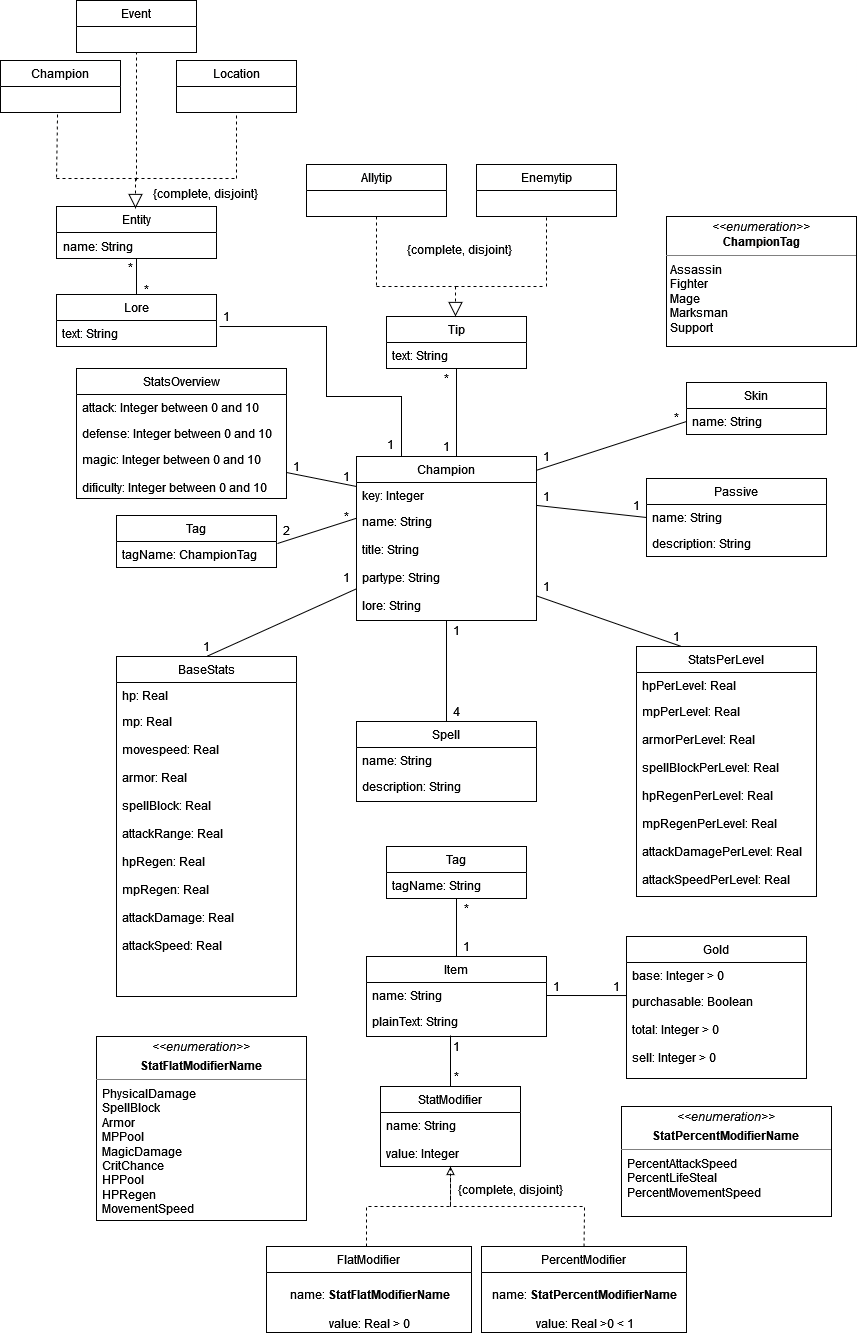 Event
Champion
Location
{complete, disjoint}
Entity
name: String
*
*
Lore
text: String
1
Allytip
Enemytip
{complete, disjoint}
Tip
text: String
*
<<enumeration>>
ChampionTag
Assassin
Fighter
Mage
Marksman
Support
StatsOverview
attack: Integer between 0 and 10
defense: Integer between 0 and 10
magic: Integer between 0 and 10
dificulty: Integer between 0 and 10
1
1
1
1
Champion
key: Integer
name: String
title: String
partype: String
lore: String
1
*
Skin
name: String
1
1
Passive
name: String
description: String
Tag
tagName: ChampionTag
2
*
1
1
BaseStats
hp: Real
mp: Real
movespeed: Real
armor: Real
spellBlock: Real
attackRange: Real
hpRegen: Real
mpRegen: Real
attackDamage: Real
attackSpeed: Real
1
4
Spell
name: String
description: String
1
1
StatsPerLevel
hpPerLevel: Real
mpPerLevel: Real
armorPerLevel: Real
spellBlockPerLevel: Real
hpRegenPerLevel: Real
mpRegenPerLevel: Real
attackDamagePerLevel: Real
attackSpeedPerLevel: Real
Tag
tagName: String
*
1
Item
name: String
plainText: String
1
1
Gold
base: Integer > 0
purchasable: Boolean
total: Integer > 0
sell: Integer > 0
1
*
StatModifier
name: String
value: Integer
{complete, disjoint}
<<enumeration>>
StatFlatModifierName
PhysicalDamage
SpellBlock
Armor
MPPool
MagicDamage
CritChance
HPPool
HPRegen
MovementSpeed
<<enumeration>>
StatPercentModifierName
PercentAttackSpeed
PercentLifeSteal
PercentMovementSpeed
FlatModifier
name: StatFlatModifierName
value: Real > 0
PercentModifier
name: StatPercentModifierName
value: Real >0 < 1